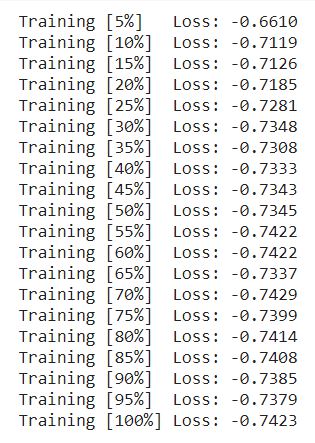 Training [5%] Loss: -0.6610
Training [10%] Loss: -0.7119
Training [15%] Loss: -0.7126
Training [20%] Loss: -0.7185
Training [25%] Loss: -0.7281
Training [30%] Loss: -0.7348
Training [35%] Loss: -0.7308
Training [40%] Loss: -0.7333
Training [45%] Loss: -0.7343
Training [50%] Loss: -0.7345
Training [55%] Loss: -0.7422
Training [60%] Loss: -0.7422
Training [65%] Loss: -0.7337
Training [70%] Loss: -0.7429
Training [75%] Loss: -0.7399
Training [80%] Loss: -0.7414
Training [85%] Loss: -0.7408
Training [90%] Loss: -0.7385
Training [95%] Loss: -0.7379
Training [100%] Loss: -0.7423